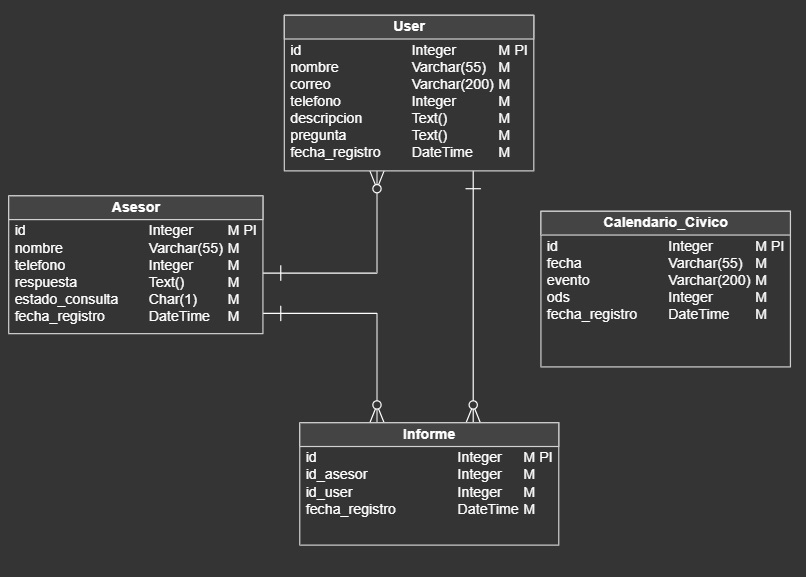 User
id Integer M PI
nombre Varchar(55) M
correo Varchar(200) M
telefono Integer M
descripcion Text() M
pregunta Text() M
fecha_registro DateTime M
Asesor
id Integer M PI
nombre Varchar(55) M
telefono Integer M
respuesta Text() M
estado_consulta Char(1) M
fecha_registro DateTime M
Calendario_Civico
id Integer M PI
fecha Varchar(55) M
evento Varchar(200) M
ods Integer M
fecha_registro DateTime M
Informe
id Integer M PI
id_asesor Integer M
id_user Integer M
fecha_registro DateTime M